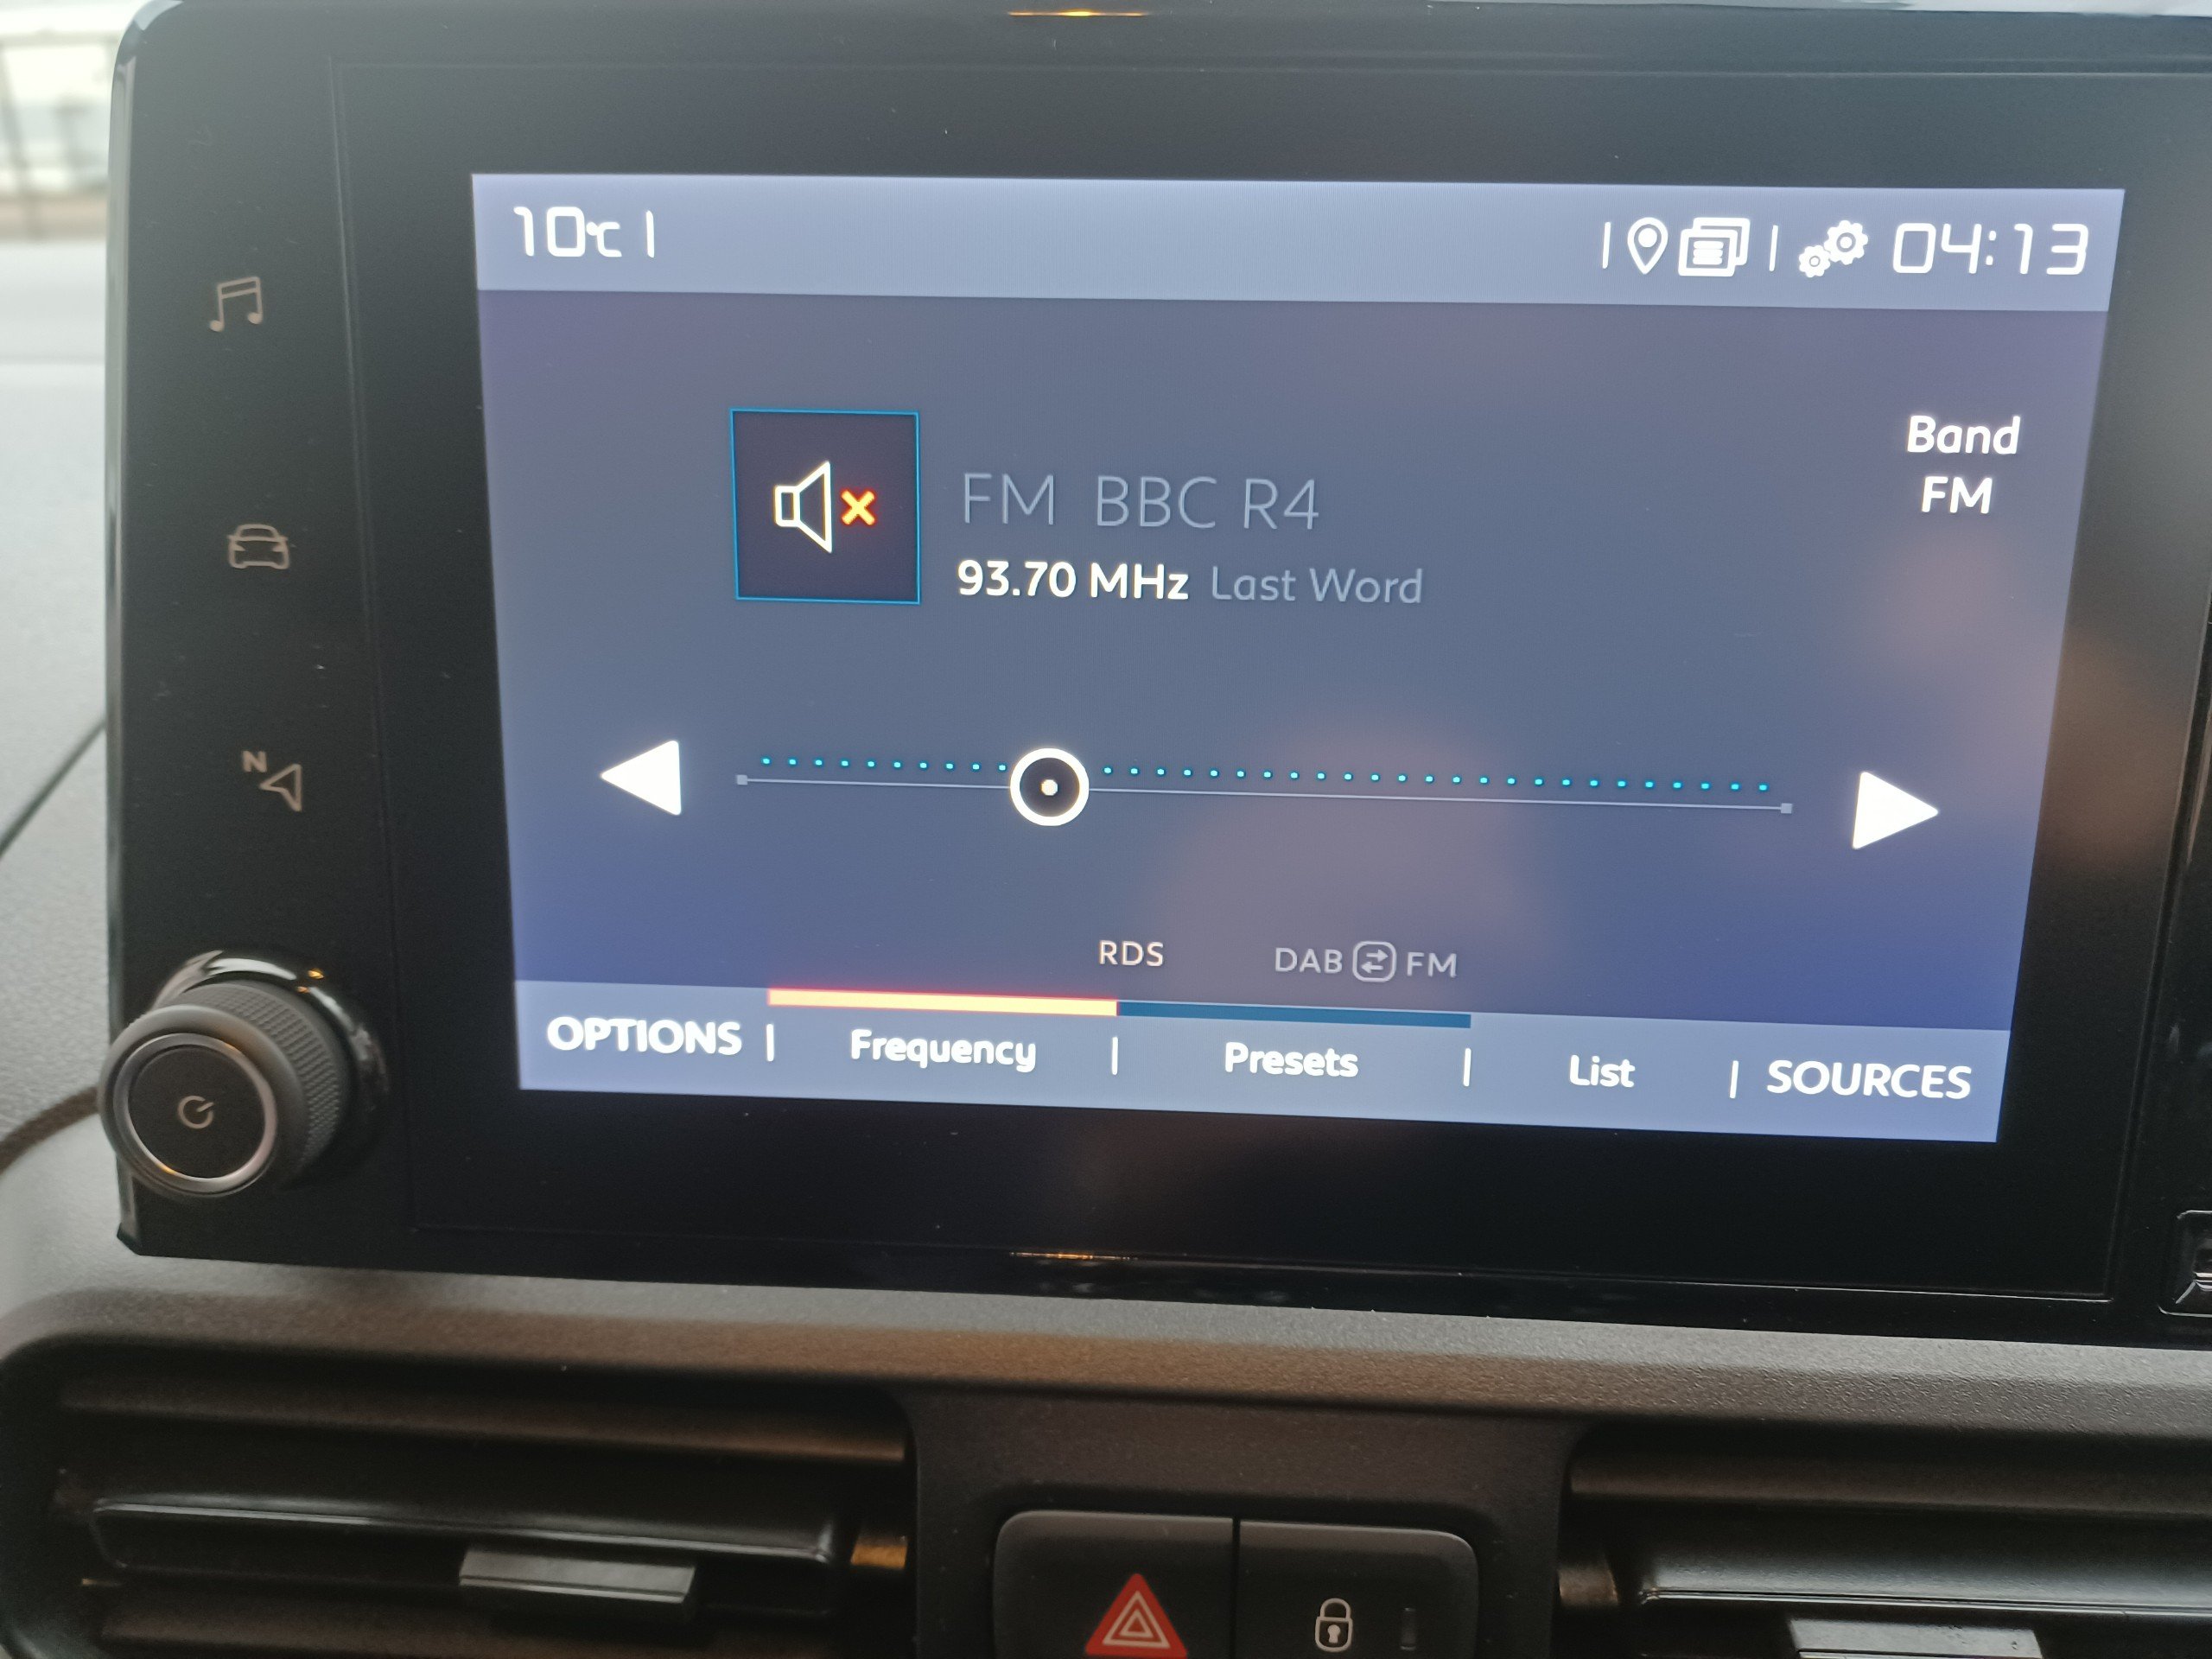 10°C
04:13
Band
FM
FM BBC R4
93.70 MHz Last Word
N
RDS DAB FM
OPTIONS Frequency Presets List SOURCES